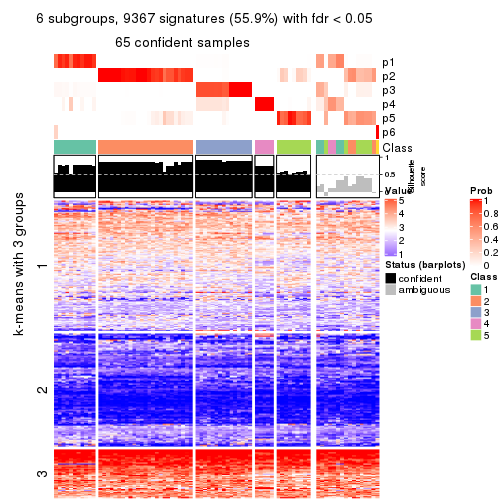 6 subgroups, 9367 signatures (55.9%) with fdr < 0.05
65 confident samples
p1
p2
p3
p4
p5
p6
Class
1
0.5
0
Silhouette
score
k-means with 3 groups
1
2
3
Value
5
4
3
2
1
Status (barplots)
confident
ambiguous
Prob
1
0.8
0.6
0.4
0.2
0
Class
1
2
3
4
5